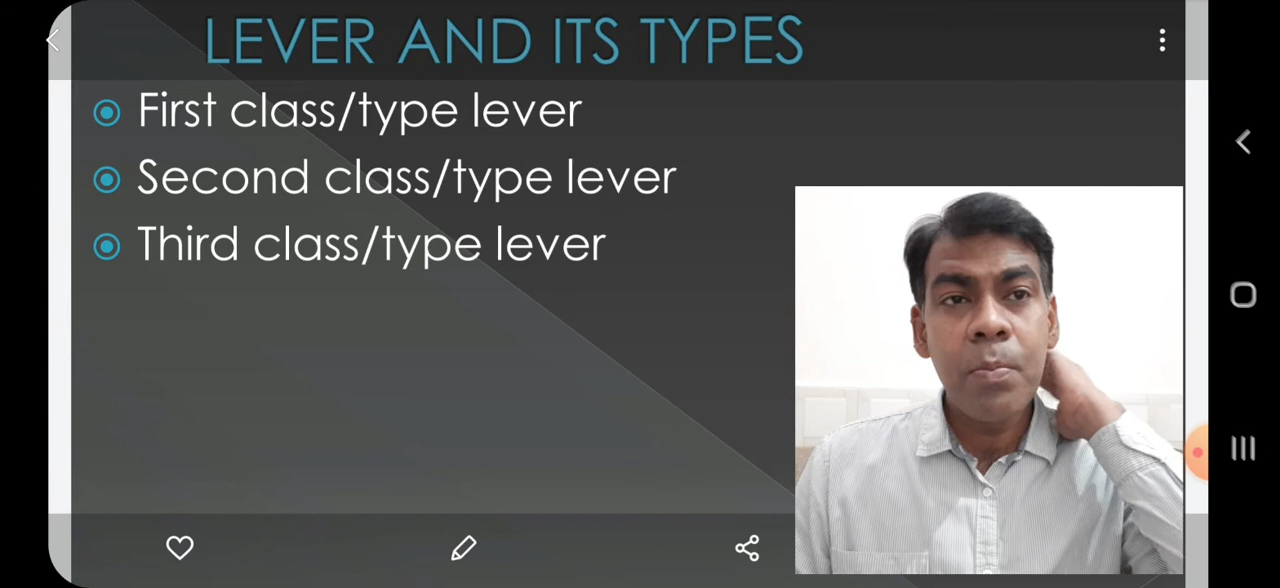 LEVER AND ITS TYPES
First class/type lever
Second class/type lever
Third class/type lever